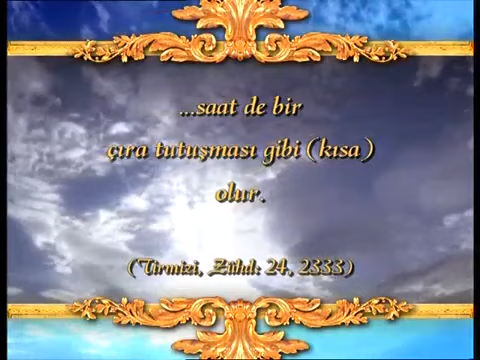 ...saat de bir
çıra tutuşması gibi (kısa)
olur.
(Tirmizi, Zühd: 24, 2333)